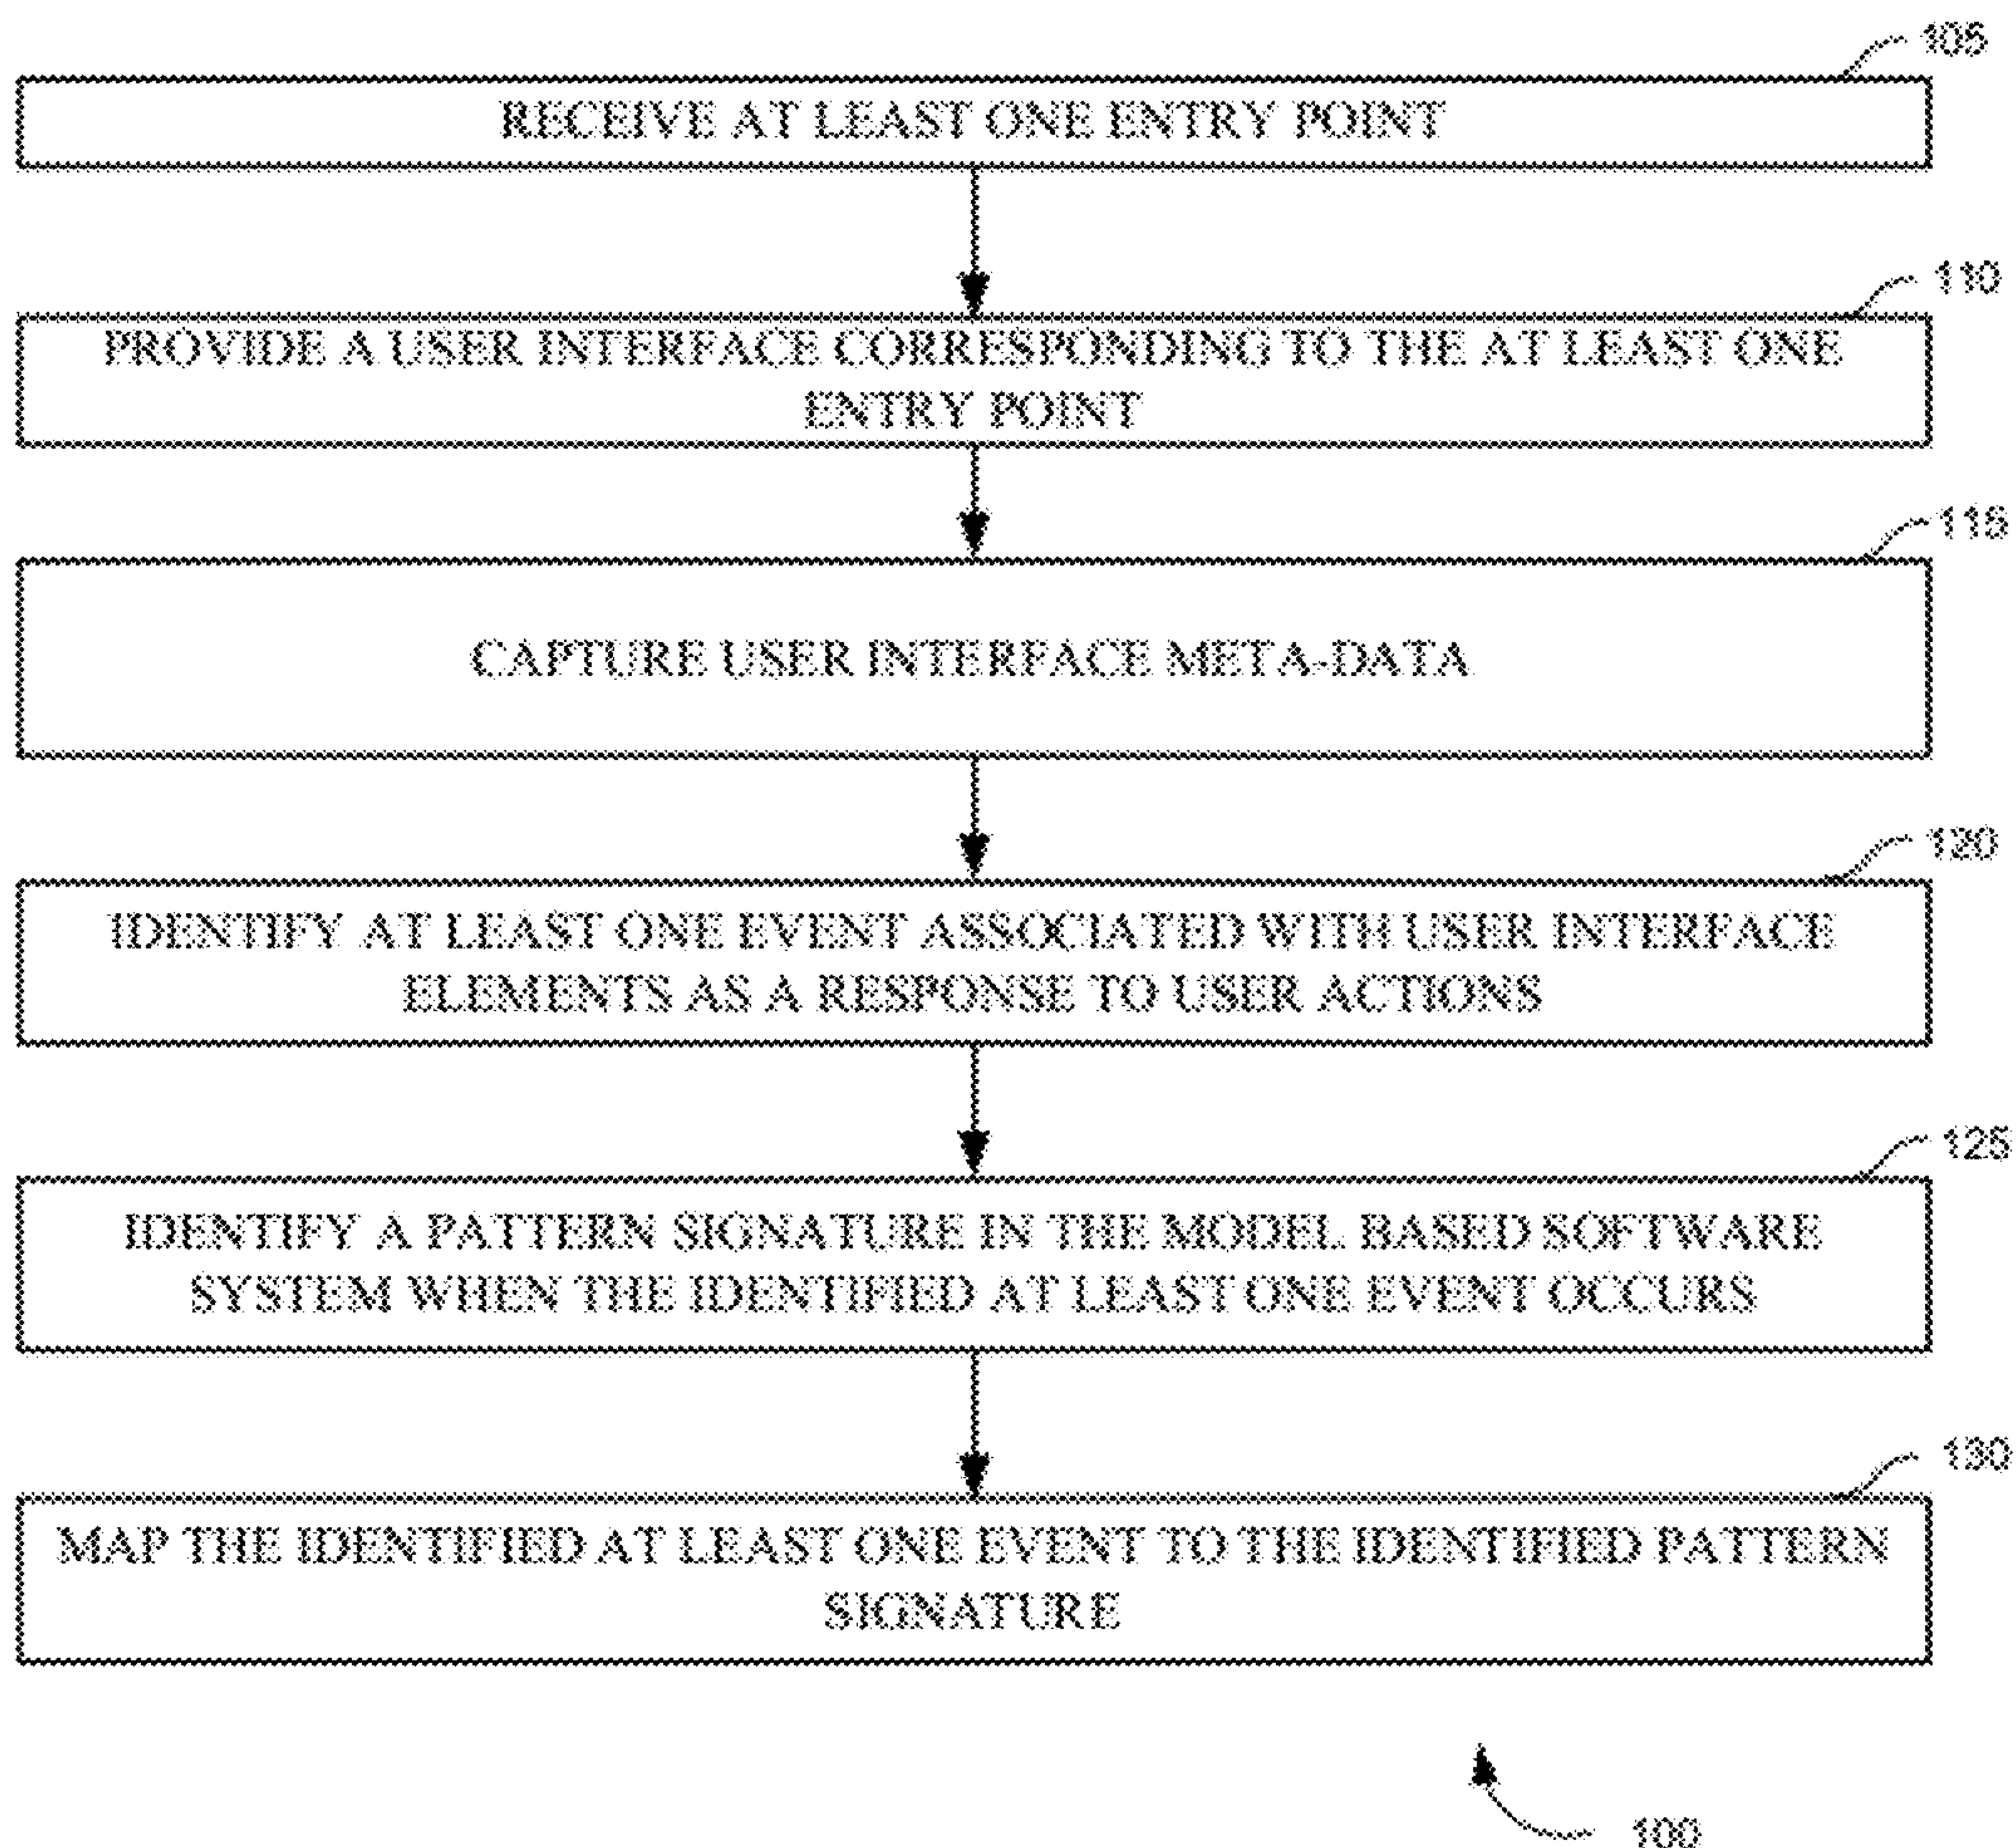 105
RECEIVE AT LEAST ONE ENTRY POINT
110
PROVIDE A USER INTERFACE CORRESPONDING TO THE AT LEAST ONE
ENTRY POINT
115
CAPTURE USER INTERFACE META-DATA
120
IDENTIFY AT LEAST ONE EVENT ASSOCIATED WITH USER INTERFACE
ELEMENTS AS A RESPONSE TO USER ACTIONS
125
IDENTIFY A PATTERN SIGNATURE IN THE MODEL BASED SOFTWARE
SYSTEM WHEN THE IDENTIFIED AT LEAST ONE EVENT OCCURS
130
MAP THE IDENTIFIED AT LEAST ONE EVENT TO THE IDENTIFIED PATTERN
SIGNATURE
100